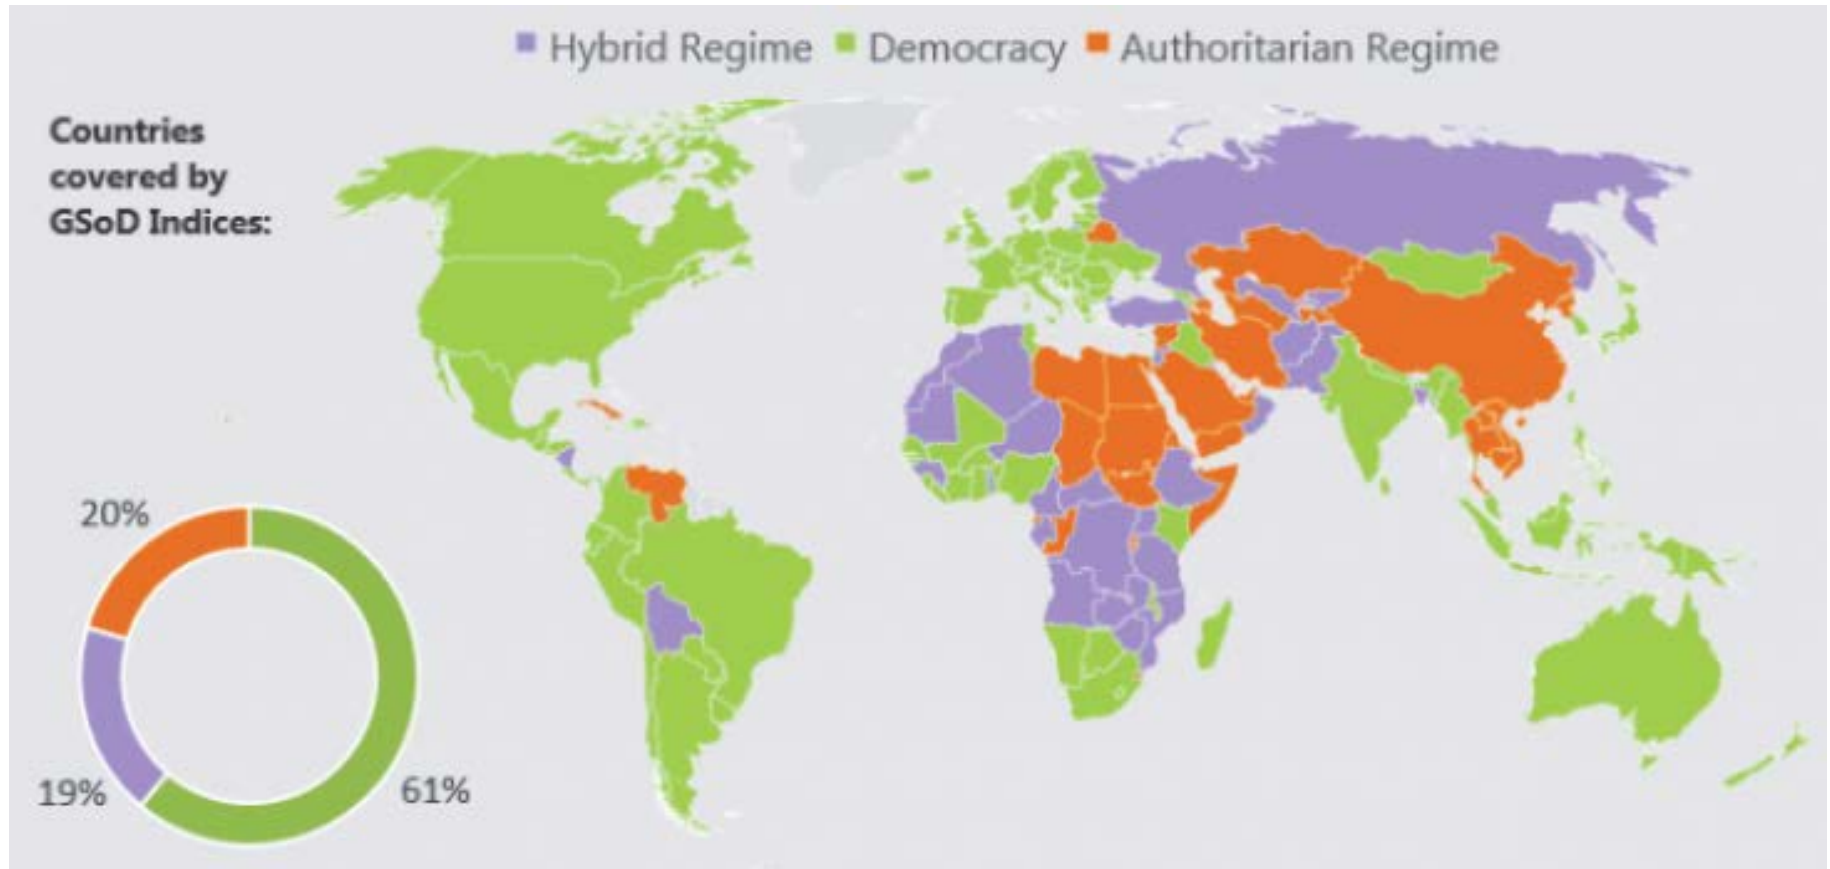 Hybrid Regime Democracy Authoritarian Regime
Countries
covered by
GSoD Indices:
20%
19%
61%